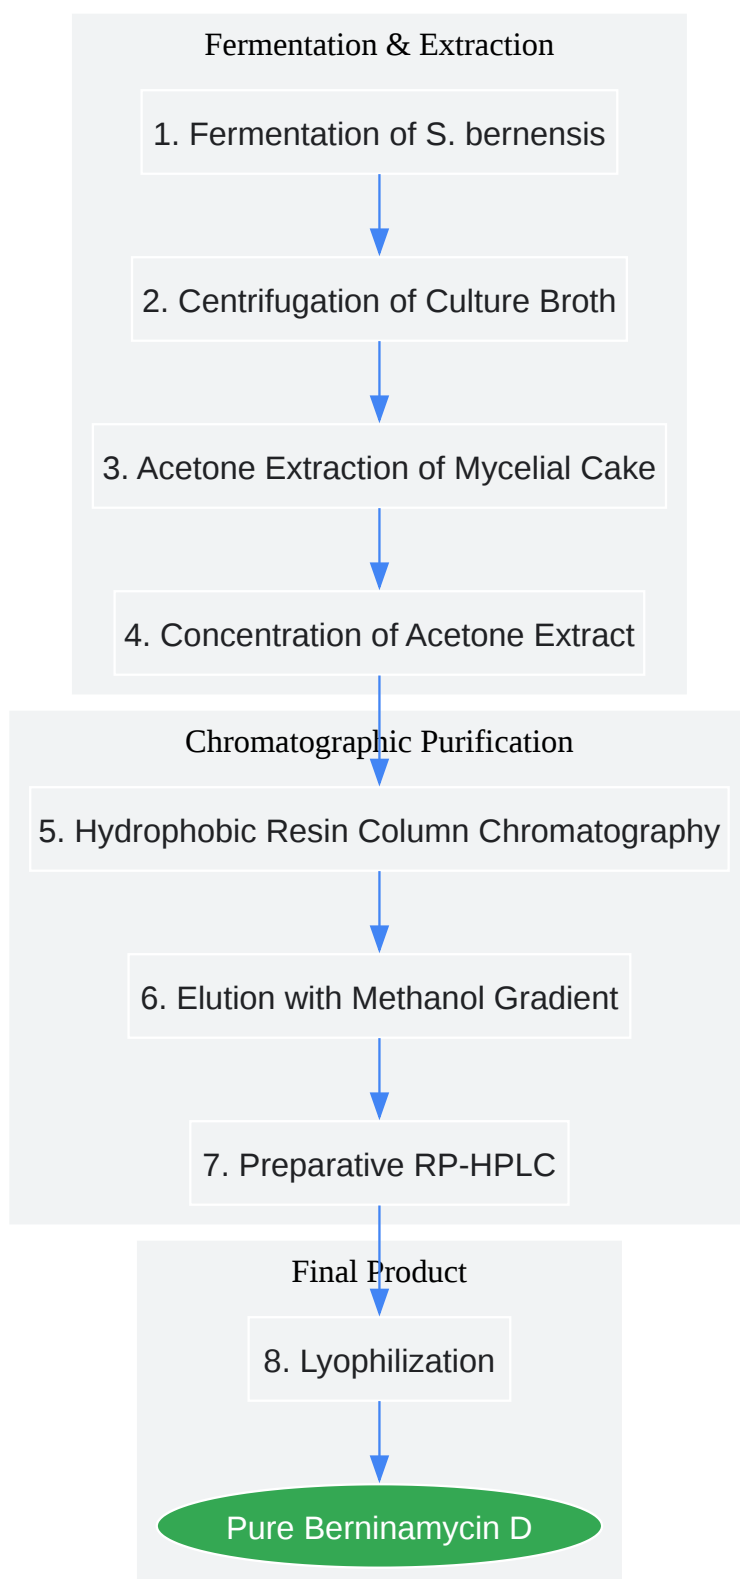 Fermentation & Extraction
1. Fermentation of S. bernensis
2. Centrifugation of Culture Broth
3. Acetone Extraction of Mycelial Cake
4. Concentration of Acetone Extract
Chromatographic Purification
5. Hydrophobic Resin Column Chromatography
6. Elution with Methanol Gradient
7. Preparative RP-HPLC
Final Product
8. Lyophilization
Pure Berninamycin D